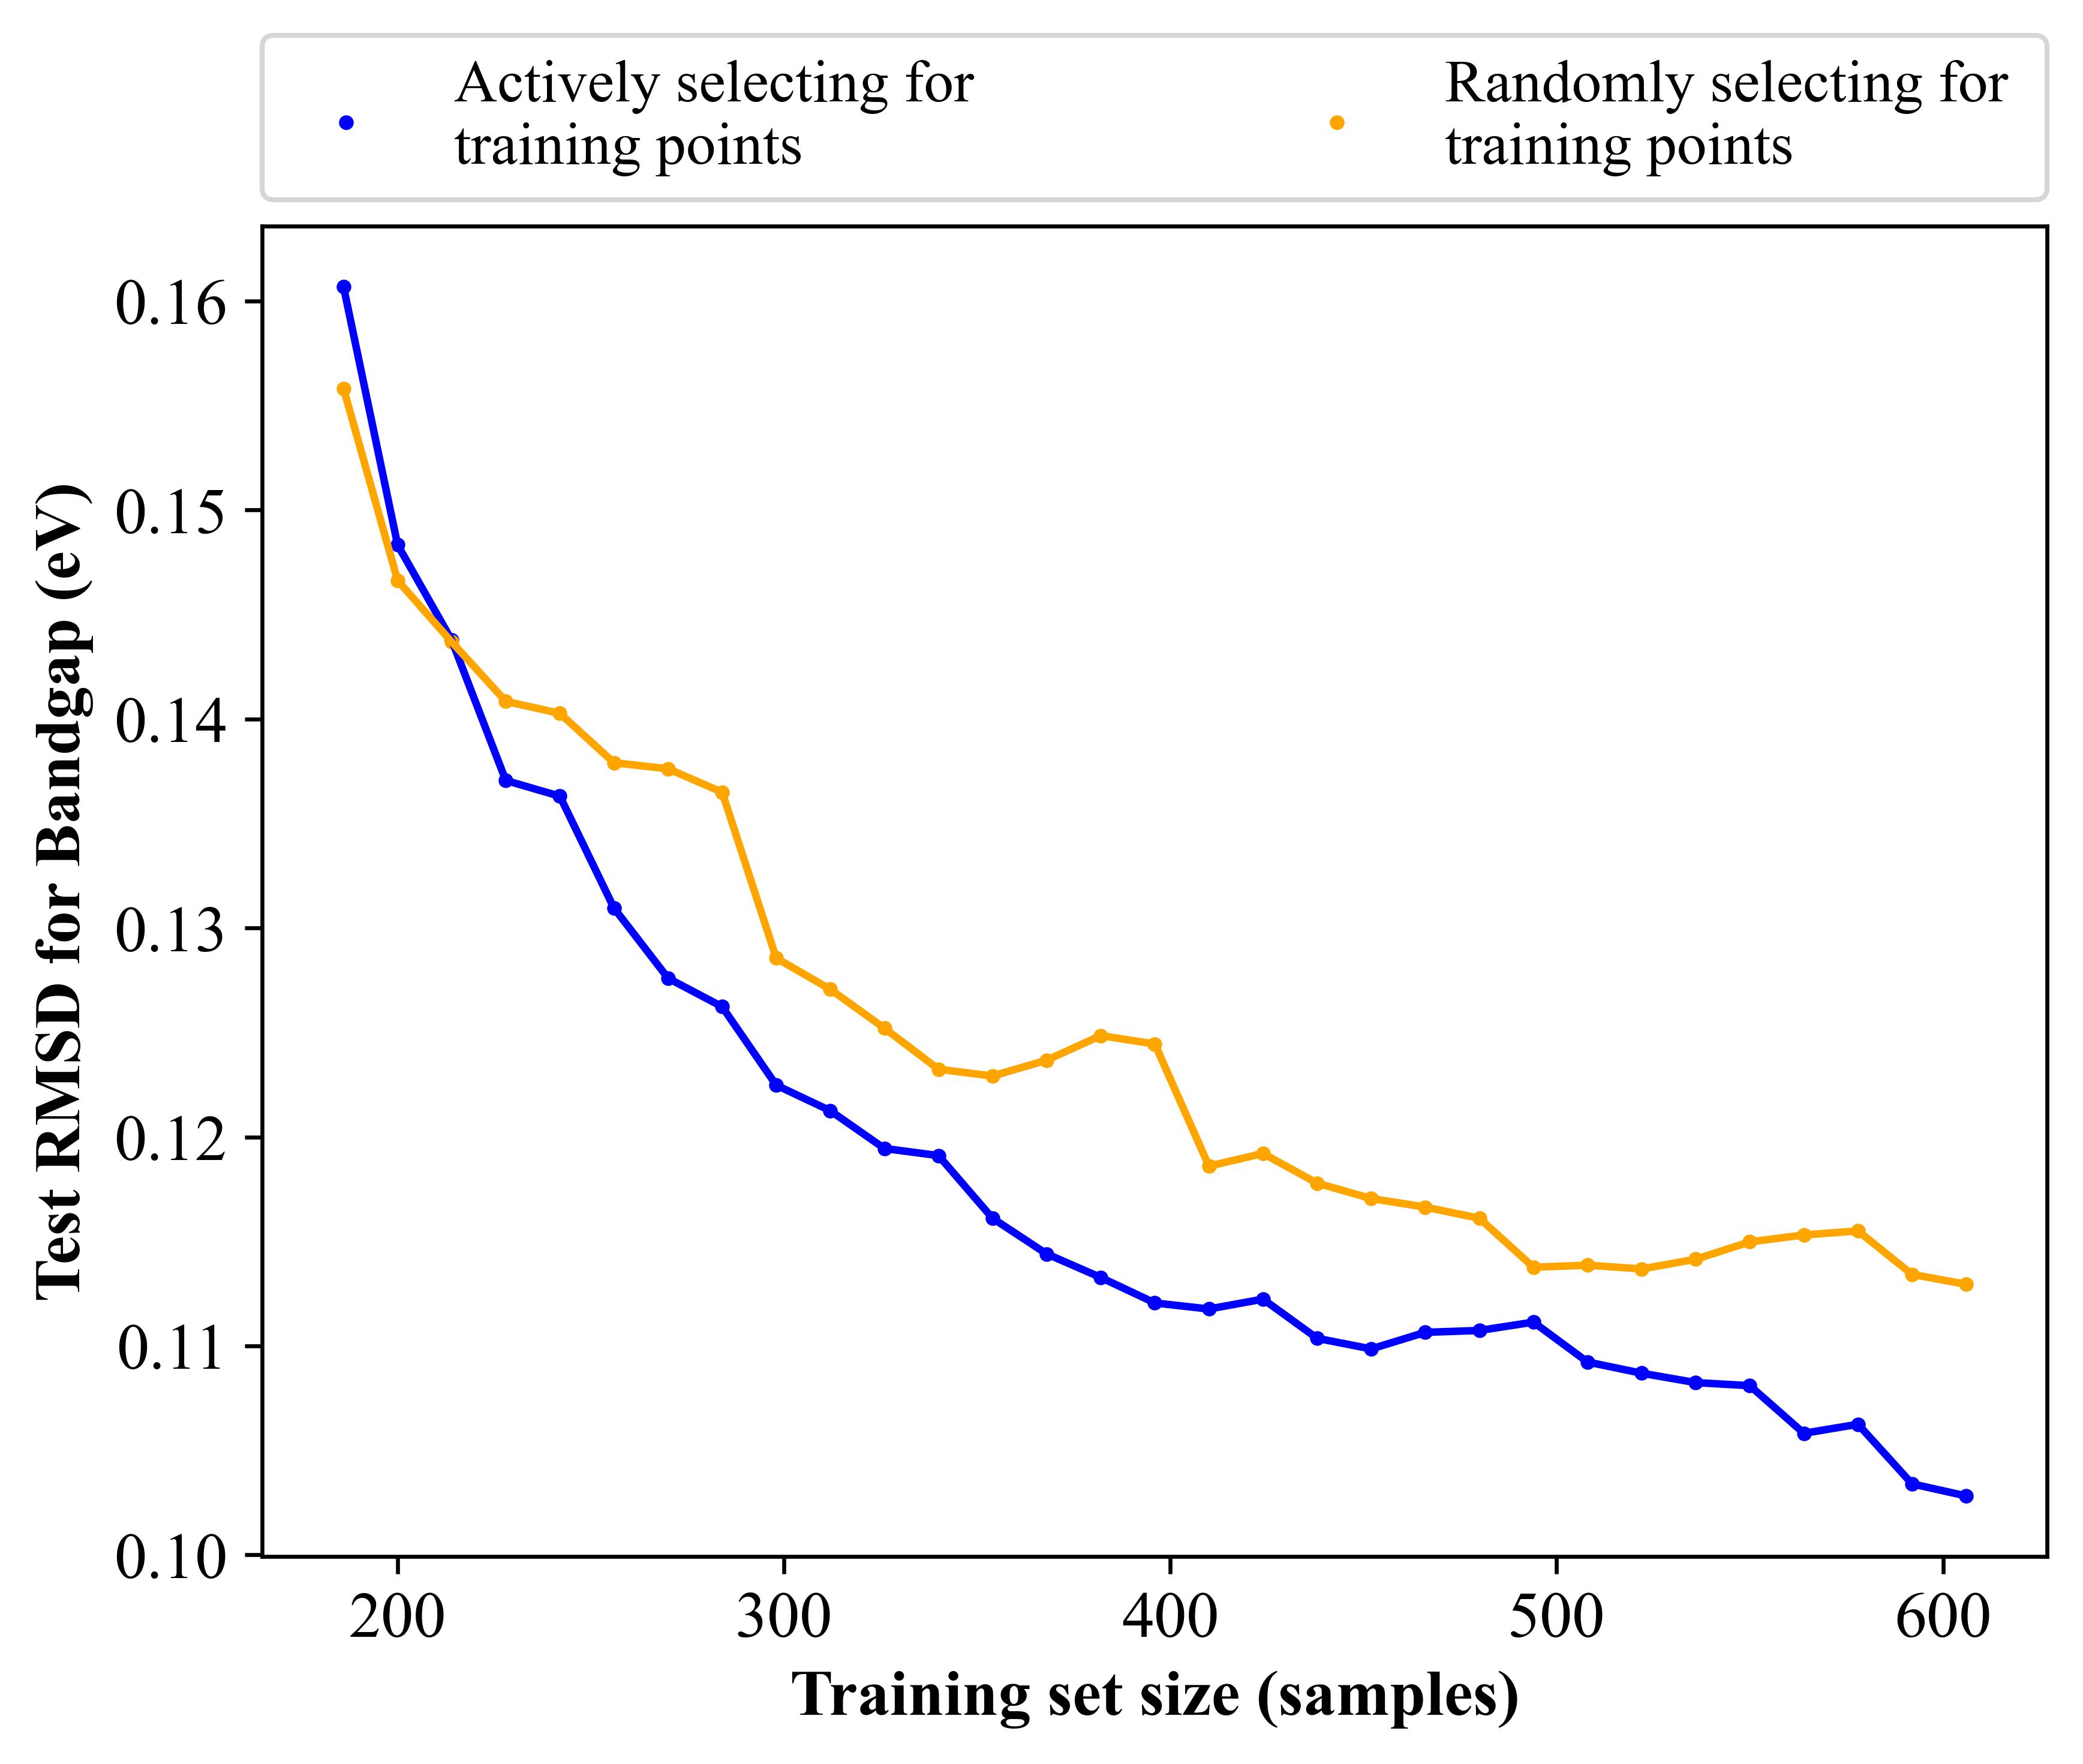 Actively selecting for
training points
Randomly selecting for
training points
Test RMSD for Bandgap (eV)
0.16
0.15
0.14
0.13
0.12
0.11
0.10
200 300 400 500 600
Training set size (samples)